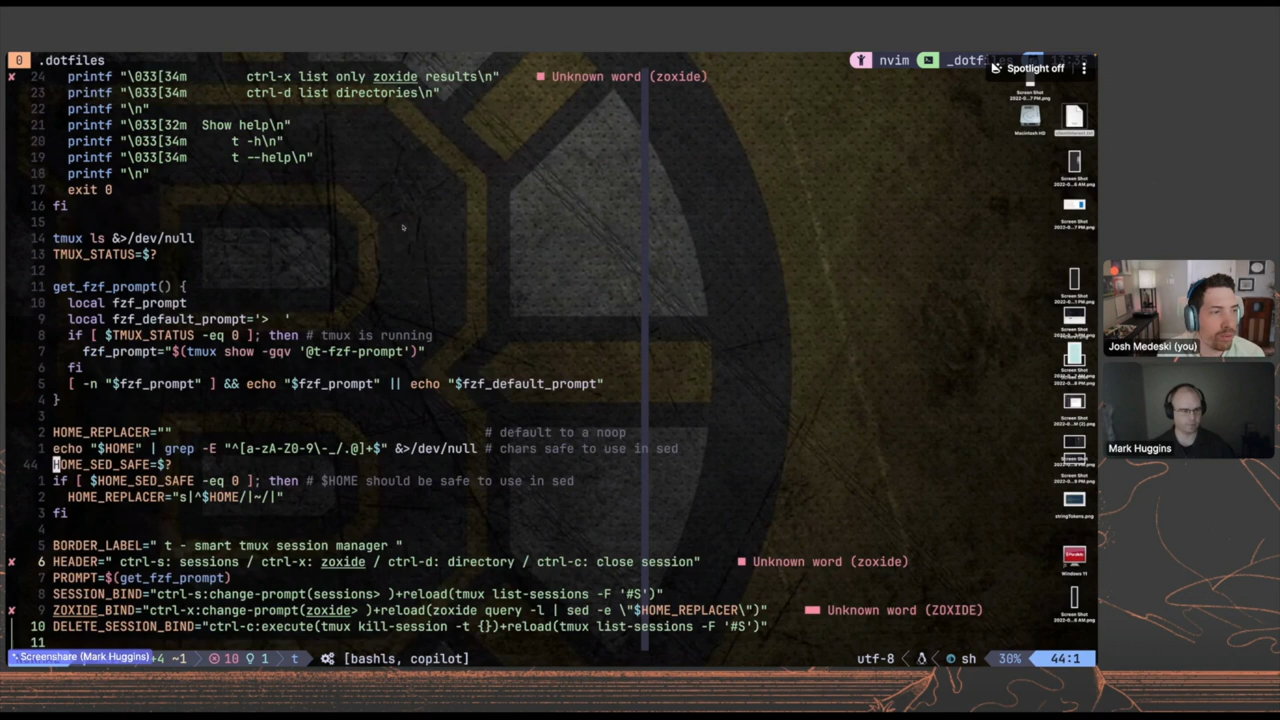 0 .dotfiles nvim _dotfiles
Spotlight off
✘ 24 printf "\033[34m ctrl-x list only zoxide results\n" ■ Unknown word (zoxide)
23 printf "\033[34m ctrl-d list directories\n"
22 printf "\n"
21 printf "\033[32m Show help\n"
20 printf "\033[34m t -h\n"
19 printf "\033[34m t --help\n"
18 printf "\n"
17 exit 0
16 fi
15
14 tmux ls &>/dev/null
13 TMUX_STATUS=$?
12
11 get_fzf_prompt() {
10 local fzf_prompt
9 local fzf_default_prompt='>  '
8 if [ $TMUX_STATUS -eq 0 ]; then # tmux is running
7 fzf_prompt="$(tmux show -gqv '@t-fzf-prompt')"
6 fi
5 [ -n "$fzf_prompt" ] && echo "$fzf_prompt" || echo "$fzf_default_prompt"
4 }
3
2 HOME_REPLACER="" # default to a noop
1 echo "$HOME" | grep -E "^[a-zA-Z0-9\-_/.@]+$" &>/dev/null # chars safe to use in sed
44 HOME_SED_SAFE=$?
1 if [ $HOME_SED_SAFE -eq 0 ]; then # $HOME should be safe to use in sed
2 HOME_REPLACER="s|^$HOME/|~/|"
3 fi
4
5 BORDER_LABEL=" t - smart tmux session manager "
✘ 6 HEADER=" ctrl-s: sessions / ctrl-x: zoxide / ctrl-d: directory / ctrl-c: close session" ■ Unknown word (zoxide)
7 PROMPT=$(get_fzf_prompt)
8 SESSION_BIND="ctrl-s:change-prompt(sessions> )+reload(tmux list-sessions -F '#S')"
✘ 9 ZOXIDE_BIND="ctrl-x:change-prompt(zoxide> )+reload(zoxide query -l | sed -e \"$HOME_REPLACER\")" ■■ Unknown word (ZOXIDE)
10 DELETE_SESSION_BIND="ctrl-c:execute(tmux kill-session -t {})+reload(tmux list-sessions -F '#S')"
11
Screenshare (Mark Huggins) +4 ~1 10 1 t [bashls, copilot] utf-8 sh 30% 44:1
Macintosh HD
stringTokens.png
Windows 11
Josh Medeski (you)
Mark Huggins